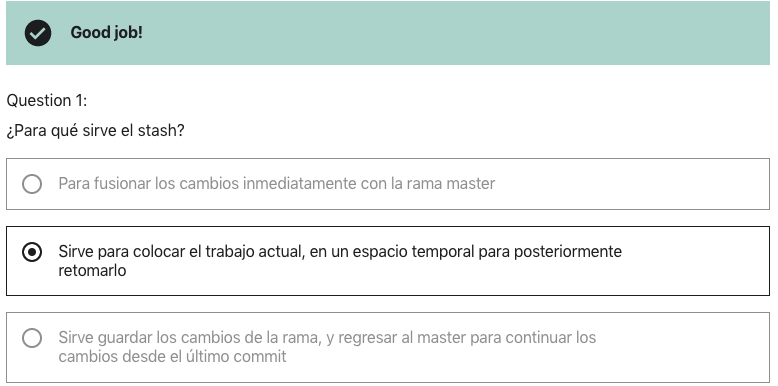 Good job!
Question 1:
¿Para qué sirve el stash?
Para fusionar los cambios inmediatamente con la rama master
Sirve para colocar el trabajo actual, en un espacio temporal para posteriormente
retomarlo
Sirve guardar los cambios de la rama, y regresar al master para continuar los
cambios desde el último commit